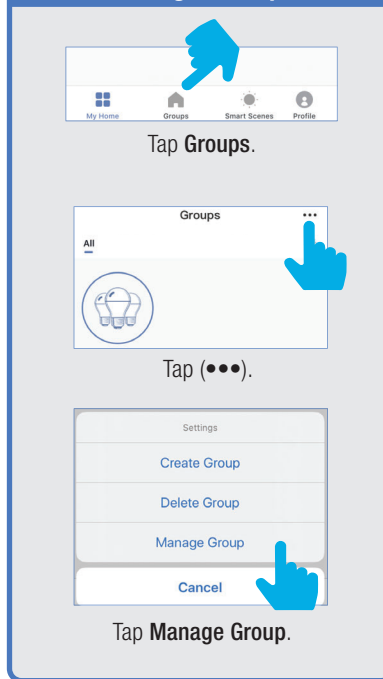 My Home Groups Smart Scenes Profile
Tap Groups.
Groups •••
All
Tap (•••).
Settings
Create Group
Delete Group
Manage Group
Cancel
Tap Manage Group.